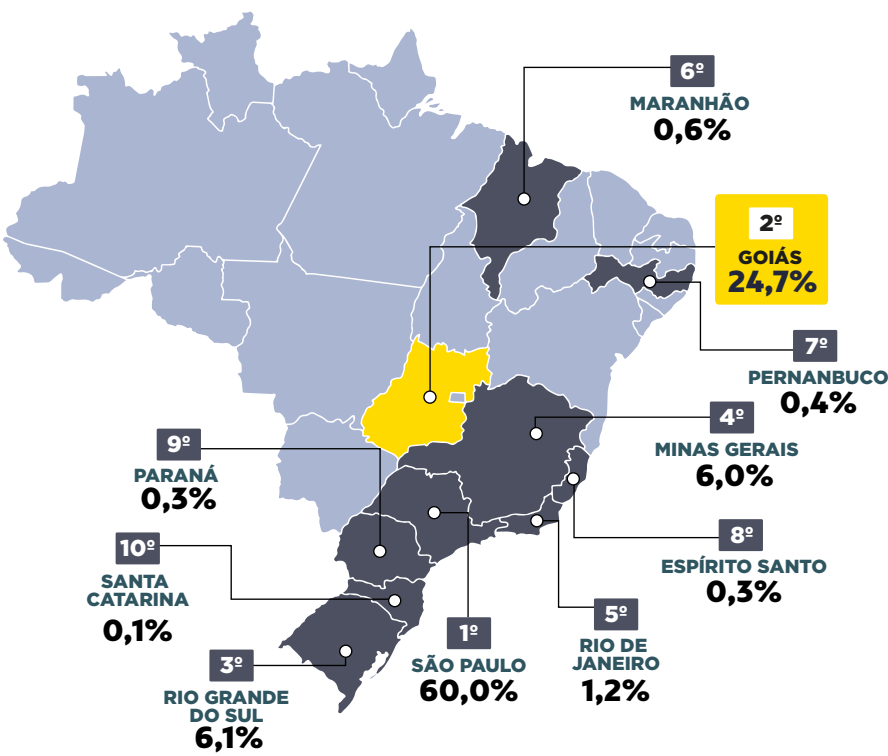 6º
MARANHÃO
0,6%
2º
GOIÁS
24,7%
7º
PERNANBUCO
0,4%
4º
MINAS GERAIS
6,0%
9º
PARANÁ
0,3%
8º
ESPÍRITO SANTO
0,3%
10º
SANTA
CATARINA
0,1%
5º
RIO DE
JANEIRO
1,2%
1º
SÃO PAULO
60,0%
3º
RIO GRANDE
DO SUL
6,1%